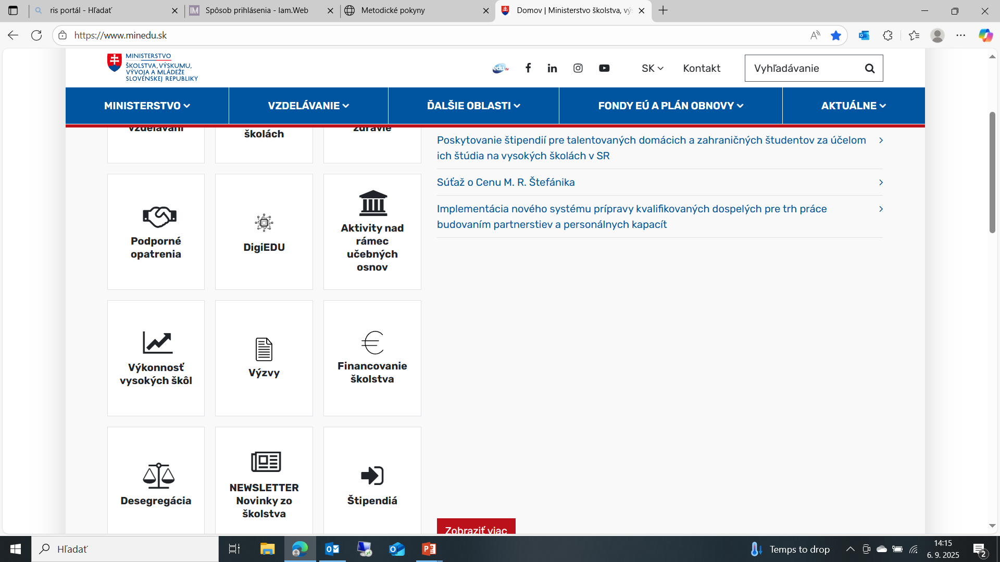 ris portál - Hľadať
Spôsob prihlásenia - Iam.Web
Metodické pokyny
Domov | Ministerstvo školstva, vý
https://www.minedu.sk
MINISTERSTVO
ŠKOLSTVA, VÝSKUMU,
VÝVOJA A MLÁDEŽE
SLOVENSKEJ REPUBLIKY
edu tv
SK
Kontakt
Vyhľadávanie
MINISTERSTVO
VZDELÁVANIE
ĎALŠIE OBLASTI
FONDY EÚ A PLÁN OBNOVY
AKTUÁLNE
vzdelávaní
školách
zdravie
Poskytovanie štipendií pre talentovaných domácich a zahraničných študentov za účelom
ich štúdia na vysokých školách v SR
Súťaž o Cenu M. R. Štefánika
Implementácia nového systému prípravy kvalifikovaných dospelých pre trh práce
budovaním partnerstiev a personálnych kapacít
Podporné
opatrenia
DigiEDU
Aktivity nad
rámec
učebných
osnov
Výkonnosť
vysokých škôl
Výzvy
Financovanie
školstva
Desegregácia
NEWSLETTER
Novinky zo
školstva
Štipendiá
Zobraziť viac
Hľadať
Temps to drop
14:15
6. 9. 2025
2